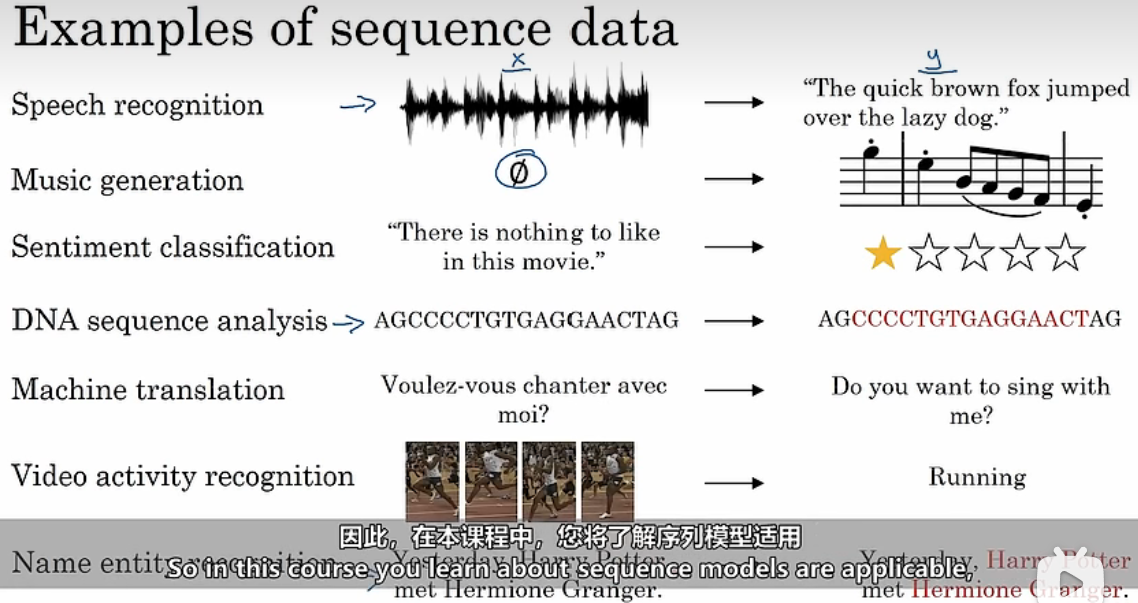 Examples of sequence data
x
y
Speech recognition
“The quick brown fox jumped
over the lazy dog.”
Music generation
∅
Sentiment classification
“There is nothing to like
in this movie.”
DNA sequence analysis
AGCCCCTGTGAGGAACTAG
AGCCCCTGTGAGGAACTAG
Machine translation
Voulez-vous chanter avec
moi?
Do you want to sing with
me?
Video activity recognition
Running
因此，在本课程中，您将了解序列模型适用
So in this course you learn about sequence models are applicable,
Name entity recognition
Yesterday, Harry Potter
met Hermione Granger.
Yesterday, Harry Potter
met Hermione Granger.